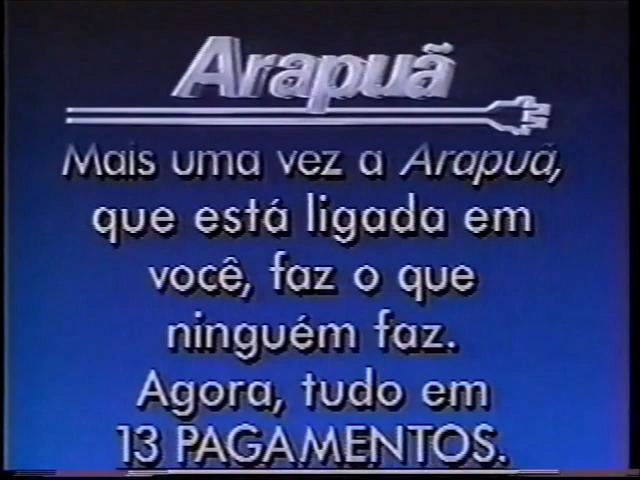 Arapuã
Mais uma vez a Arapuã,
que está ligada em
você, faz o que
ninguém faz.
Agora, tudo em
13 PAGAMENTOS.